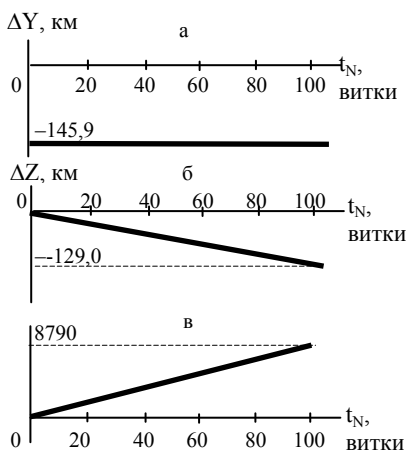 ΔY, км
а
0 20 40 60 80 100 t_N,
витки
–145,9
ΔZ, км
б
0 20 40 60 80 100 t_N,
витки
–-129,0
в
8790
0 20 40 60 80 100 t_N,
витки